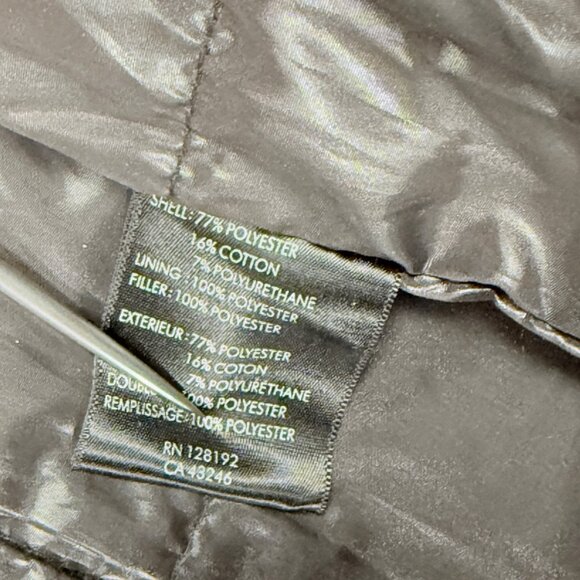 SHELL: 77% POLYESTER
16% COTTON
7% POLYURETHANE
LINING: 100% POLYESTER
FILLER: 100% POLYESTER
EXTERIEUR: 77% POLYESTER
16% COTON
7% POLYURÉTHANE
POLYESTER
REMPLISSAGE: 100% POLYESTER
RN 128192
CA 43246